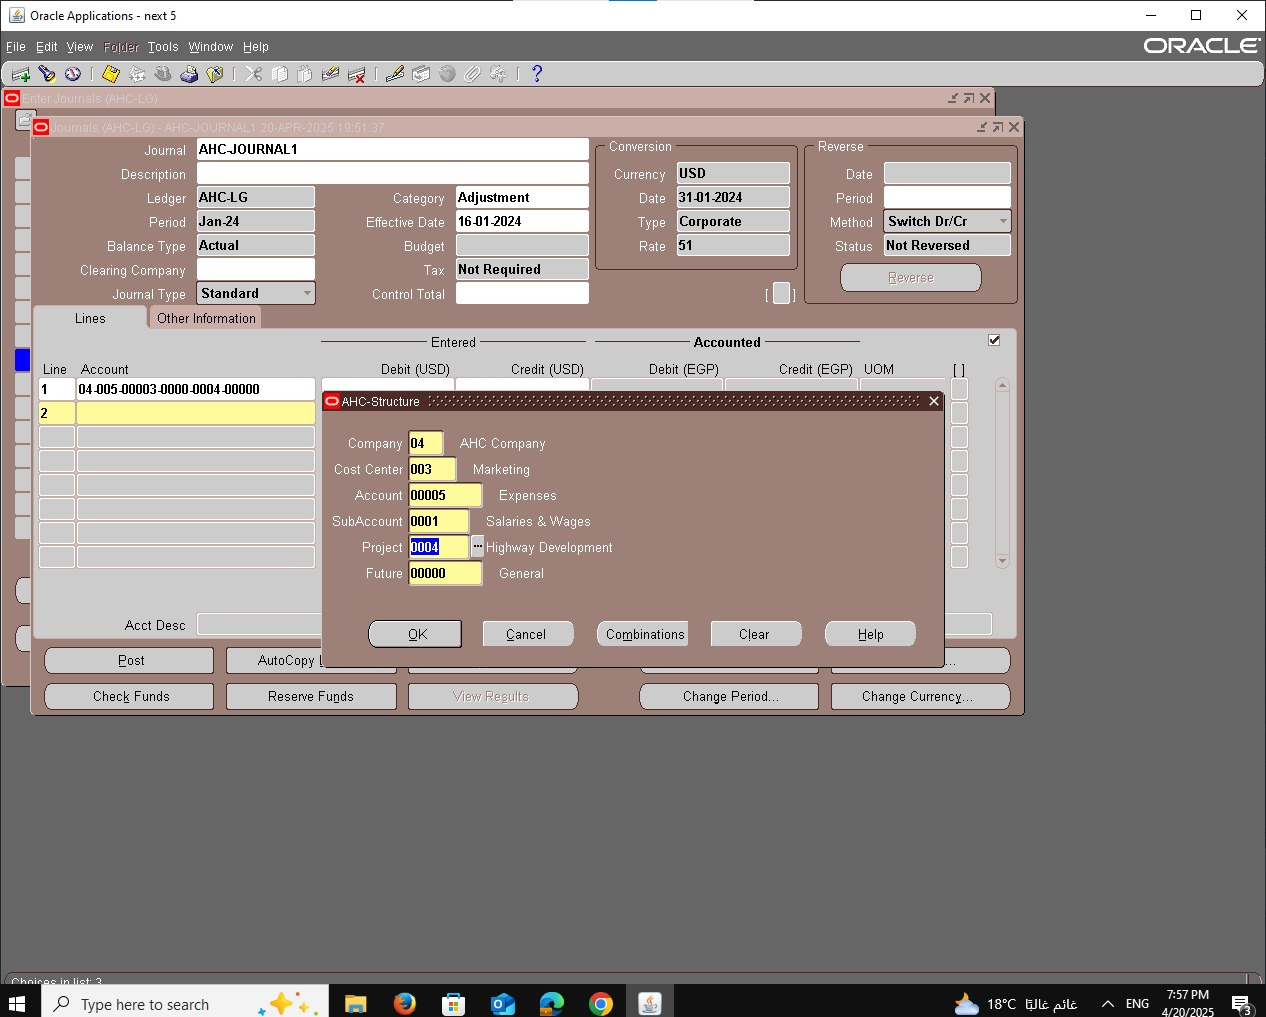 Oracle Applications - next 5
File Edit View Folder Tools Window Help
ORACLE
Enter Journals (AHC-LG)
Journals (AHC-LG) - AHC-JOURNAL1 20-APR-2025 19:51:37
Journal AHC-JOURNAL1
Description
Ledger AHC-LG Category Adjustment
Period Jan-24 Effective Date 16-01-2024
Balance Type Actual Budget
Clearing Company Tax Not Required
Journal Type Standard Control Total
Conversion
Currency USD
Date 31-01-2024
Type Corporate
Rate 51
Reverse
Date
Period
Method Switch Dr/Cr
Status Not Reversed
Reverse
[ ]
Lines Other Information
Entered Accounted
Line Account Debit (USD) Credit (USD) Debit (EGP) Credit (EGP) UOM [ ]
1 04-005-00003-0000-0004-00000
2
AHC-Structure
Company 04 AHC Company
Cost Center 003 Marketing
Account 00005 Expenses
SubAccount 0001 Salaries & Wages
Project 0004 ... Highway Development
Future 00000 General
OK Cancel Combinations Clear Help
Acct Desc
Post AutoCopy ...
Check Funds Reserve Funds View Results Change Period... Change Currency...
Choices in list: 3
Type here to search
18°C غائم غالبًا ENG 7:57 PM
4/20/2025 3